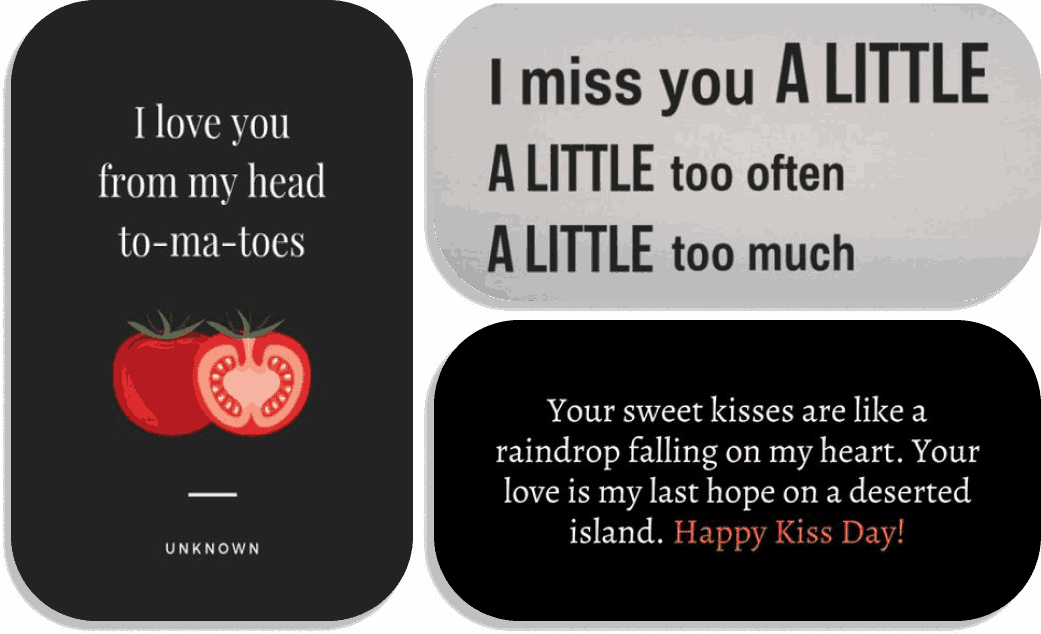 I love you
from my head
to-ma-toes
UNKNOWN
I miss you A LITTLE
A LITTLE too often
A LITTLE too much
Your sweet kisses are like a
raindrop falling on my heart. Your
love is my last hope on a deserted
island. Happy Kiss Day!